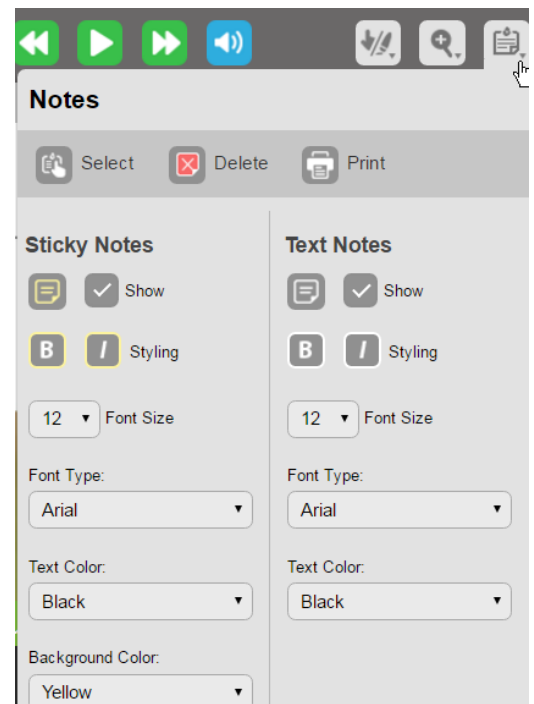 Notes
Select Delete Print
Sticky Notes
Show
B I Styling
12 Font Size
Font Type:
Arial
Text Color:
Black
Background Color:
Yellow
Text Notes
Show
B I Styling
12 Font Size
Font Type:
Arial
Text Color:
Black